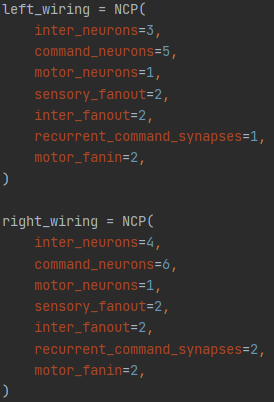 left_wiring = NCP(
    inter_neurons=3,
    command_neurons=5,
    motor_neurons=1,
    sensory_fanout=2,
    inter_fanout=2,
    recurrent_command_synapses=1,
    motor_fanin=2,
)

right_wiring = NCP(
    inter_neurons=4,
    command_neurons=6,
    motor_neurons=1,
    sensory_fanout=2,
    inter_fanout=2,
    recurrent_command_synapses=2,
    motor_fanin=2,
)